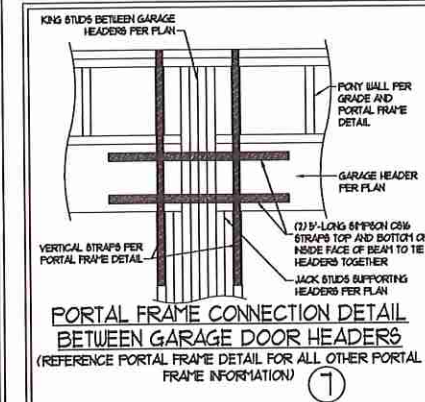 KING STUDS BETWEEN GARAGE
HEADERS PER PLAN
PONY WALL PER
GRADE AND
PORTAL FRAME
DETAIL
GARAGE HEADER
PER PLAN
(2) 5'-LONG SIMPSON CS16
STRAPS TOP AND BOTTOM OF
INSIDE FACE OF BEAM TO TIE
HEADERS TOGETHER
VERTICAL STRAPS PER
PORTAL FRAME DETAIL
JACK STUDS SUPPORTING
HEADERS PER PLAN
PORTAL FRAME CONNECTION DETAIL
BETWEEN GARAGE DOOR HEADERS
(REFERENCE PORTAL FRAME DETAIL FOR ALL OTHER PORTAL
FRAME INFORMATION)
7